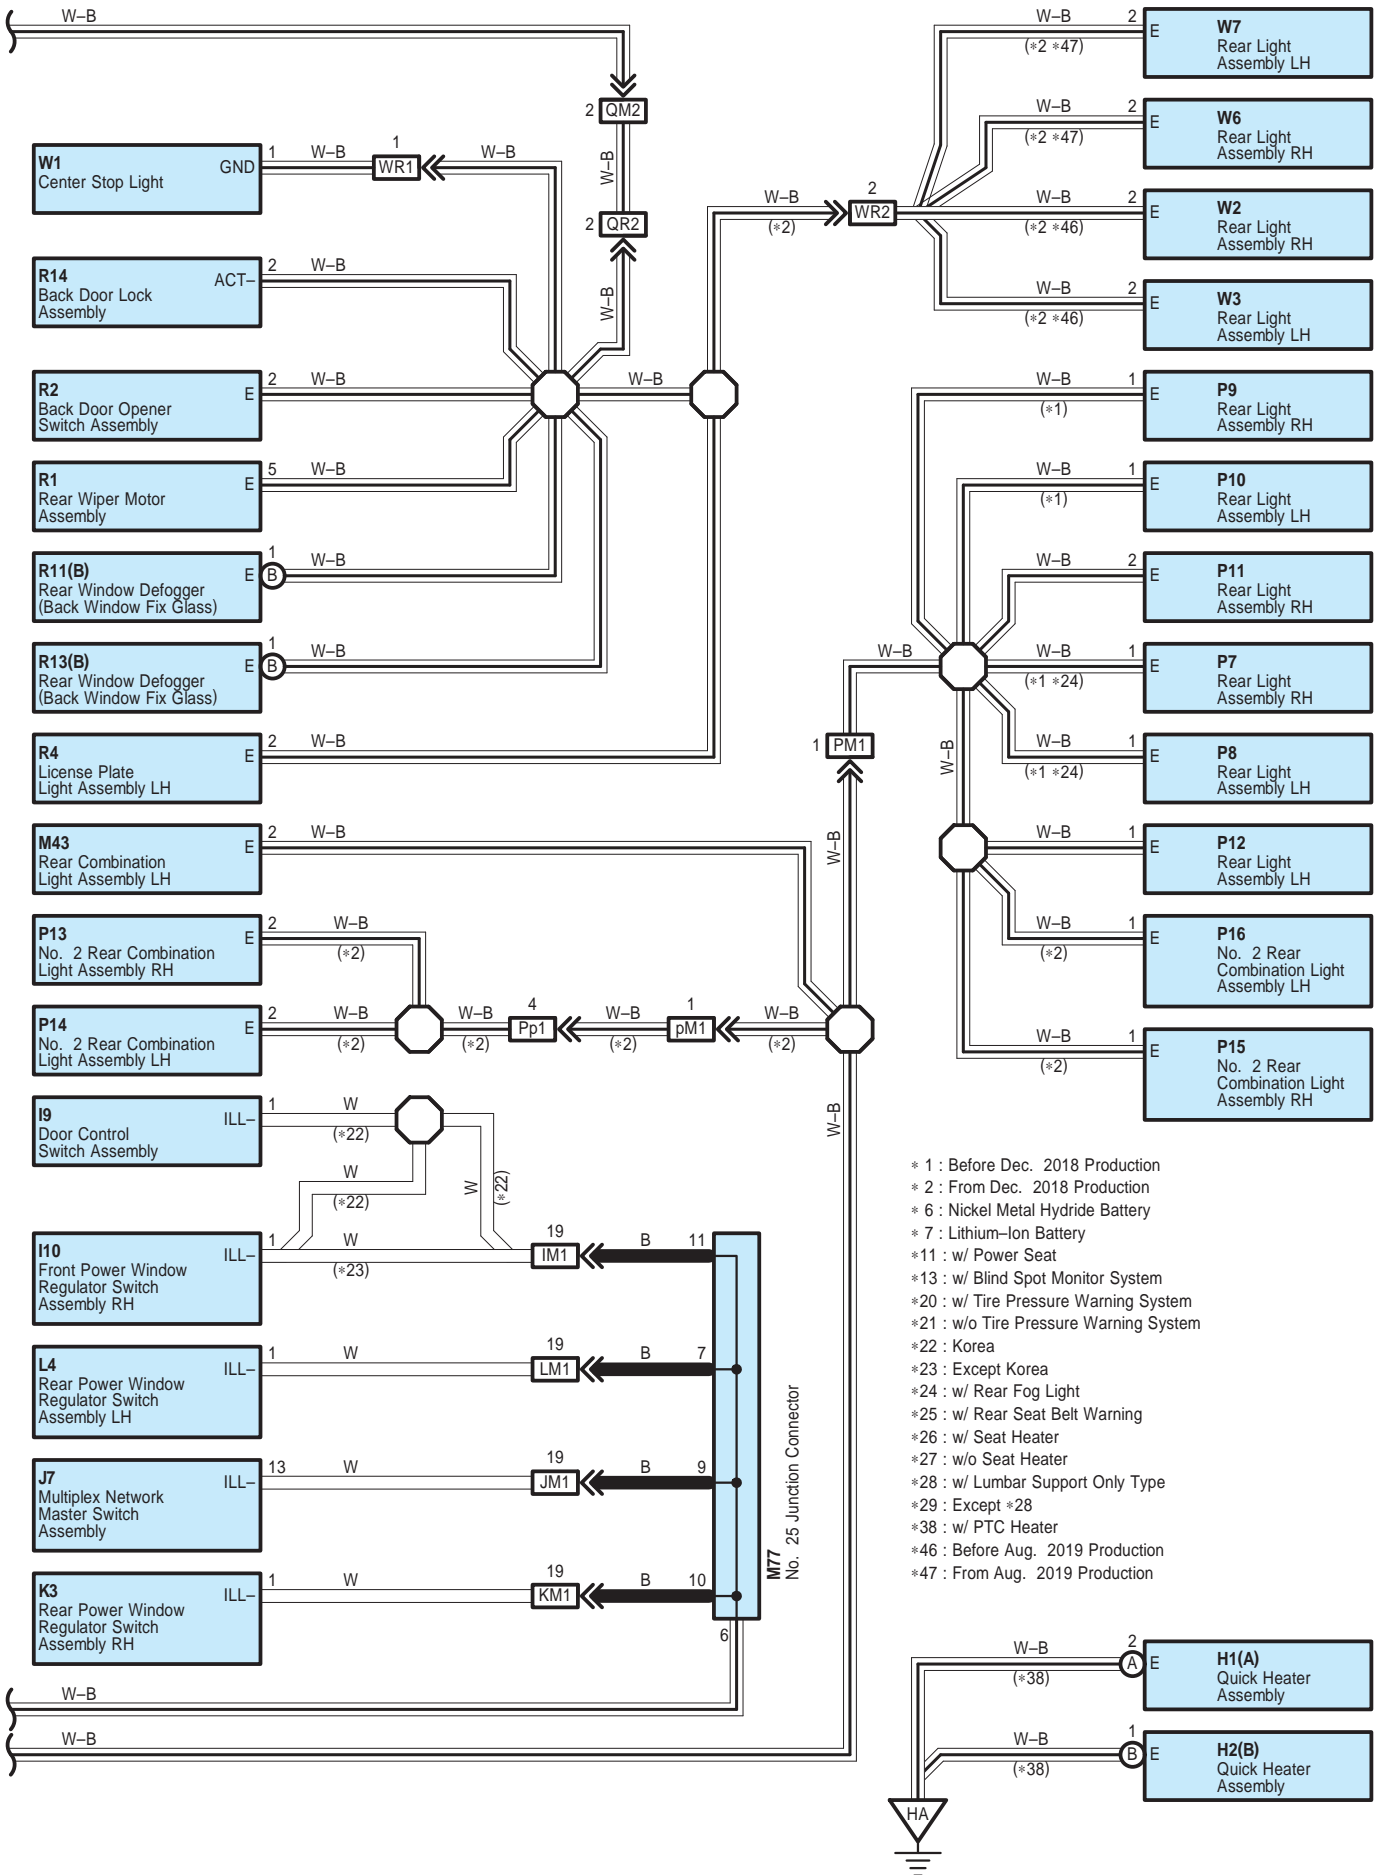 W–B
2 QM2
W–B
2 QR2
W–B
W1
Center Stop Light
GND
1
W–B
1
WR1
W–B
R14
Back Door Lock
Assembly
ACT–
2
W–B
R2
Back Door Opener
Switch Assembly
E
2
W–B
W–B
R1
Rear Wiper Motor
Assembly
E
5
W–B
R11(B)
Rear Window Defogger
(Back Window Fix Glass)
E
1
B
W–B
R13(B)
Rear Window Defogger
(Back Window Fix Glass)
E
1
B
W–B
R4
License Plate
Light Assembly LH
E
2
W–B
M43
Rear Combination
Light Assembly LH
E
2
W–B
P13
No. 2 Rear Combination
Light Assembly RH
E
2
W–B
(*2)
P14
No. 2 Rear Combination
Light Assembly LH
E
2
W–B
(*2)
W–B
(*2)
4
Pp1
W–B
(*2)
1
pM1
W–B
(*2)
I9
Door Control
Switch Assembly
ILL–
1
W
(*22)
W
(*22)
W
(*22)
I10
Front Power Window
Regulator Switch
Assembly RH
ILL–
1
W
(*23)
19
IM1
B
11
L4
Rear Power Window
Regulator Switch
Assembly LH
ILL–
1
W
19
LM1
B
7
J7
Multiplex Network
Master Switch
Assembly
ILL–
13
W
19
JM1
B
9
K3
Rear Power Window
Regulator Switch
Assembly RH
ILL–
1
W
19
KM1
B
10
6
M77
No. 25 Junction Connector
W–B
W–B
W–B
(*2)
2
WR2
W–B
(*2 *47)
2
E
W7
Rear Light
Assembly LH
W–B
(*2 *47)
2
E
W6
Rear Light
Assembly RH
W–B
(*2 *46)
2
E
W2
Rear Light
Assembly RH
W–B
(*2 *46)
2
E
W3
Rear Light
Assembly LH
W–B
(*1)
1
E
P9
Rear Light
Assembly RH
W–B
(*1)
1
E
P10
Rear Light
Assembly LH
W–B
2
E
P11
Rear Light
Assembly RH
W–B
W–B
(*1 *24)
1
E
P7
Rear Light
Assembly RH
W–B
(*1 *24)
1
E
P8
Rear Light
Assembly LH
1 PM1
W–B
W–B
W–B
1
E
P12
Rear Light
Assembly LH
W–B
(*2)
1
E
P16
No. 2 Rear
Combination Light
Assembly LH
W–B
(*2)
1
E
P15
No. 2 Rear
Combination Light
Assembly RH
W–B
* 1 : Before Dec. 2018 Production
* 2 : From Dec. 2018 Production
* 6 : Nickel Metal Hydride Battery
* 7 : Lithium–Ion Battery
*11 : w/ Power Seat
*13 : w/ Blind Spot Monitor System
*20 : w/ Tire Pressure Warning System
*21 : w/o Tire Pressure Warning System
*22 : Korea
*23 : Except Korea
*24 : w/ Rear Fog Light
*25 : w/ Rear Seat Belt Warning
*26 : w/ Seat Heater
*27 : w/o Seat Heater
*28 : w/ Lumbar Support Only Type
*29 : Except *28
*38 : w/ PTC Heater
*46 : Before Aug. 2019 Production
*47 : From Aug. 2019 Production
W–B
(*38)
2
A
E
H1(A)
Quick Heater
Assembly
W–B
(*38)
1
B
E
H2(B)
Quick Heater
Assembly
HA